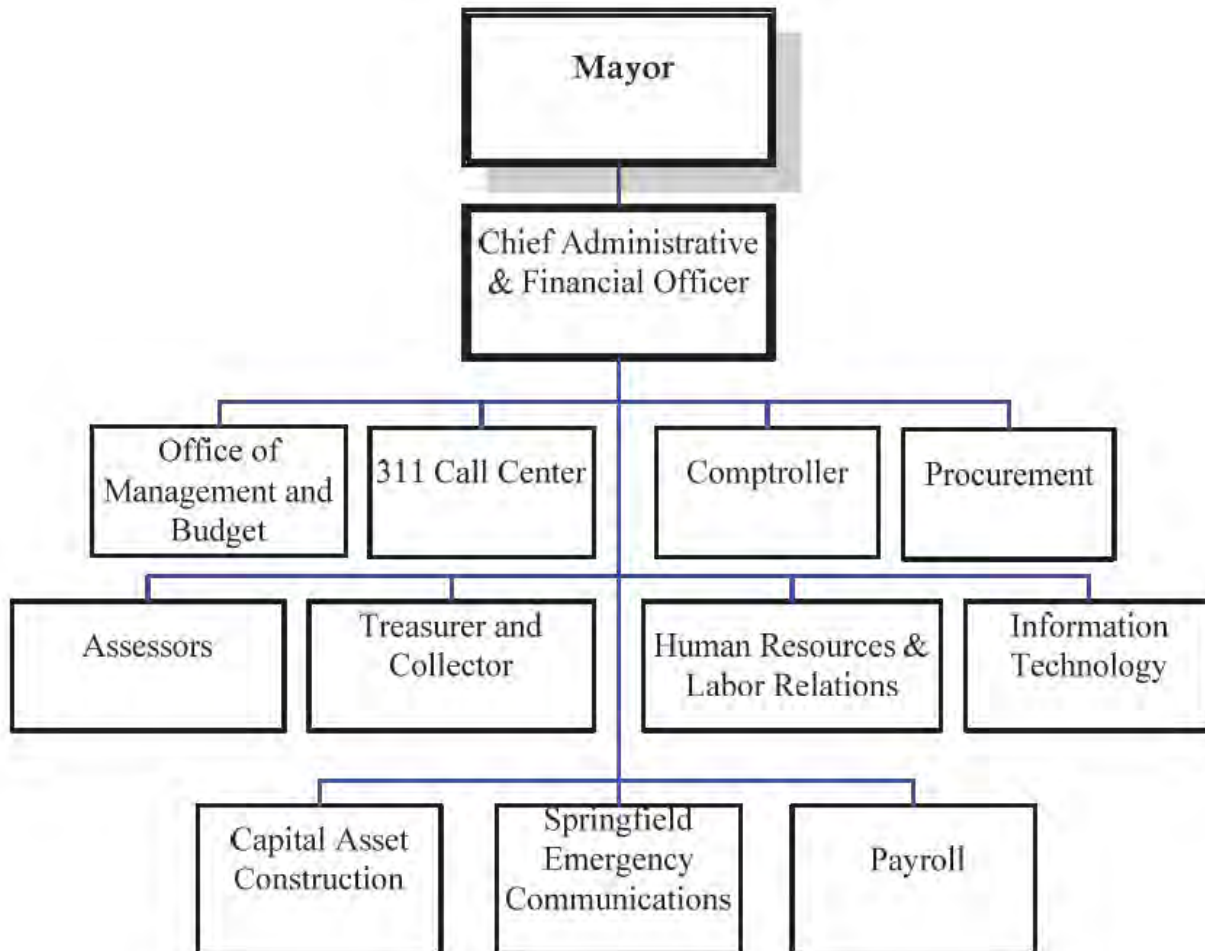 Mayor
Chief Administrative
& Financial Officer
Office of
Management and
Budget
311 Call Center
Comptroller
Procurement
Assessors
Treasurer and
Collector
Human Resources &
Labor Relations
Information
Technology
Capital Asset
Construction
Springfield
Emergency
Communications
Payroll